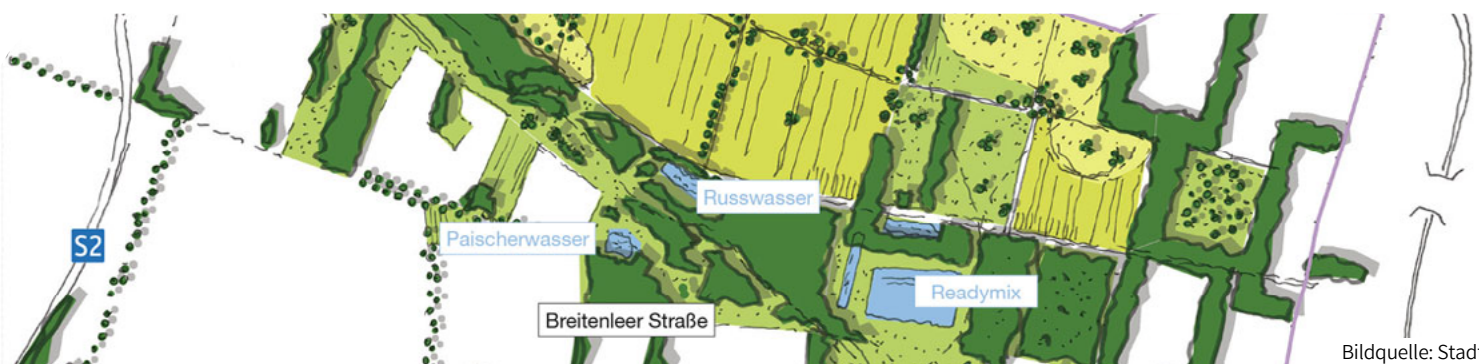 Russwasser
S2
Paischerwasser
Readymix
Breitenleer Straße
Bildquelle: Stad